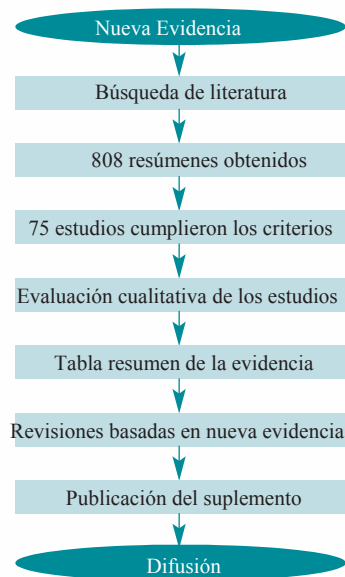 Nueva Evidencia
Búsqueda de literatura
808 resúmenes obtenidos
75 estudios cumplieron los criterios
Evaluación cualitativa de los estudios
Tabla resumen de la evidencia
Revisiones basadas en nueva evidencia
Publicación del suplemento
Difusión